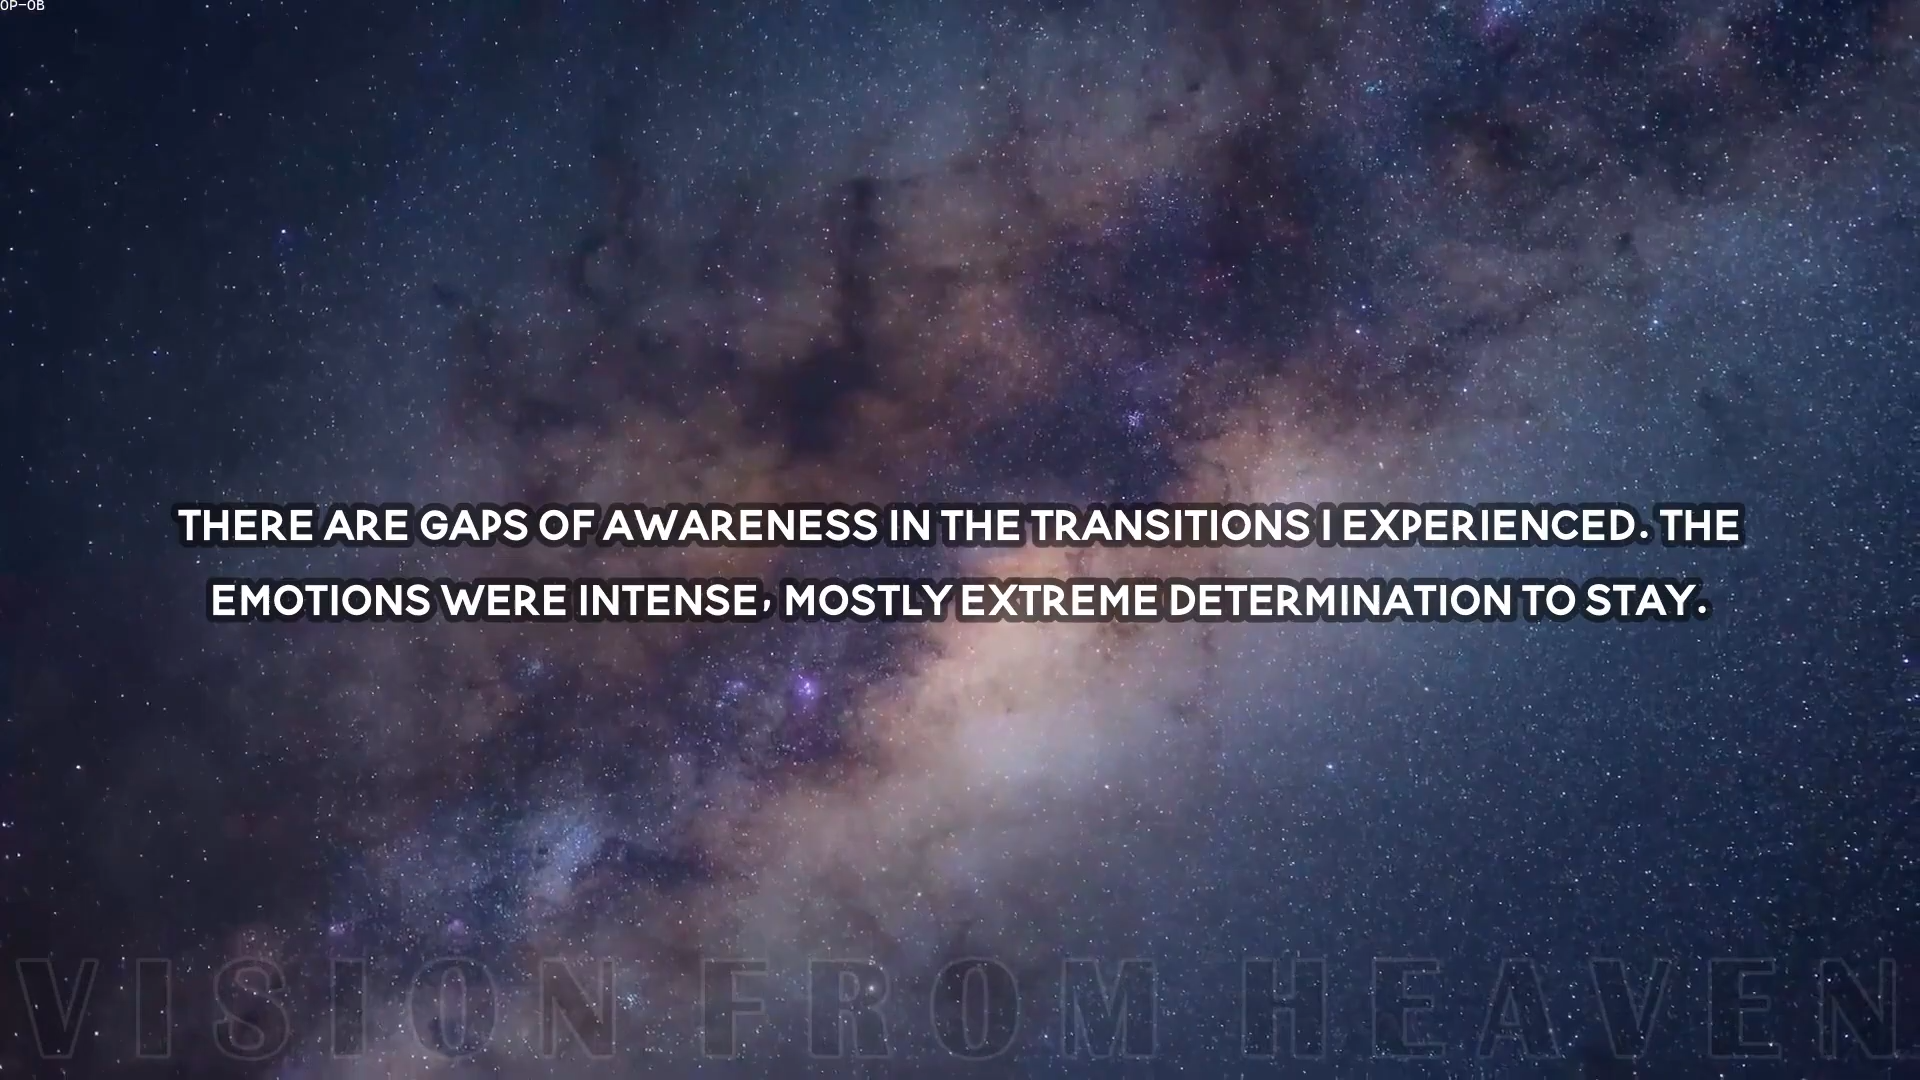 OP-OB
THERE ARE GAPS OF AWARENESS IN THE TRANSITIONS I EXPERIENCED. THE
EMOTIONS WERE INTENSE, MOSTLY EXTREME DETERMINATION TO STAY.
VISION FROM HEAVEN